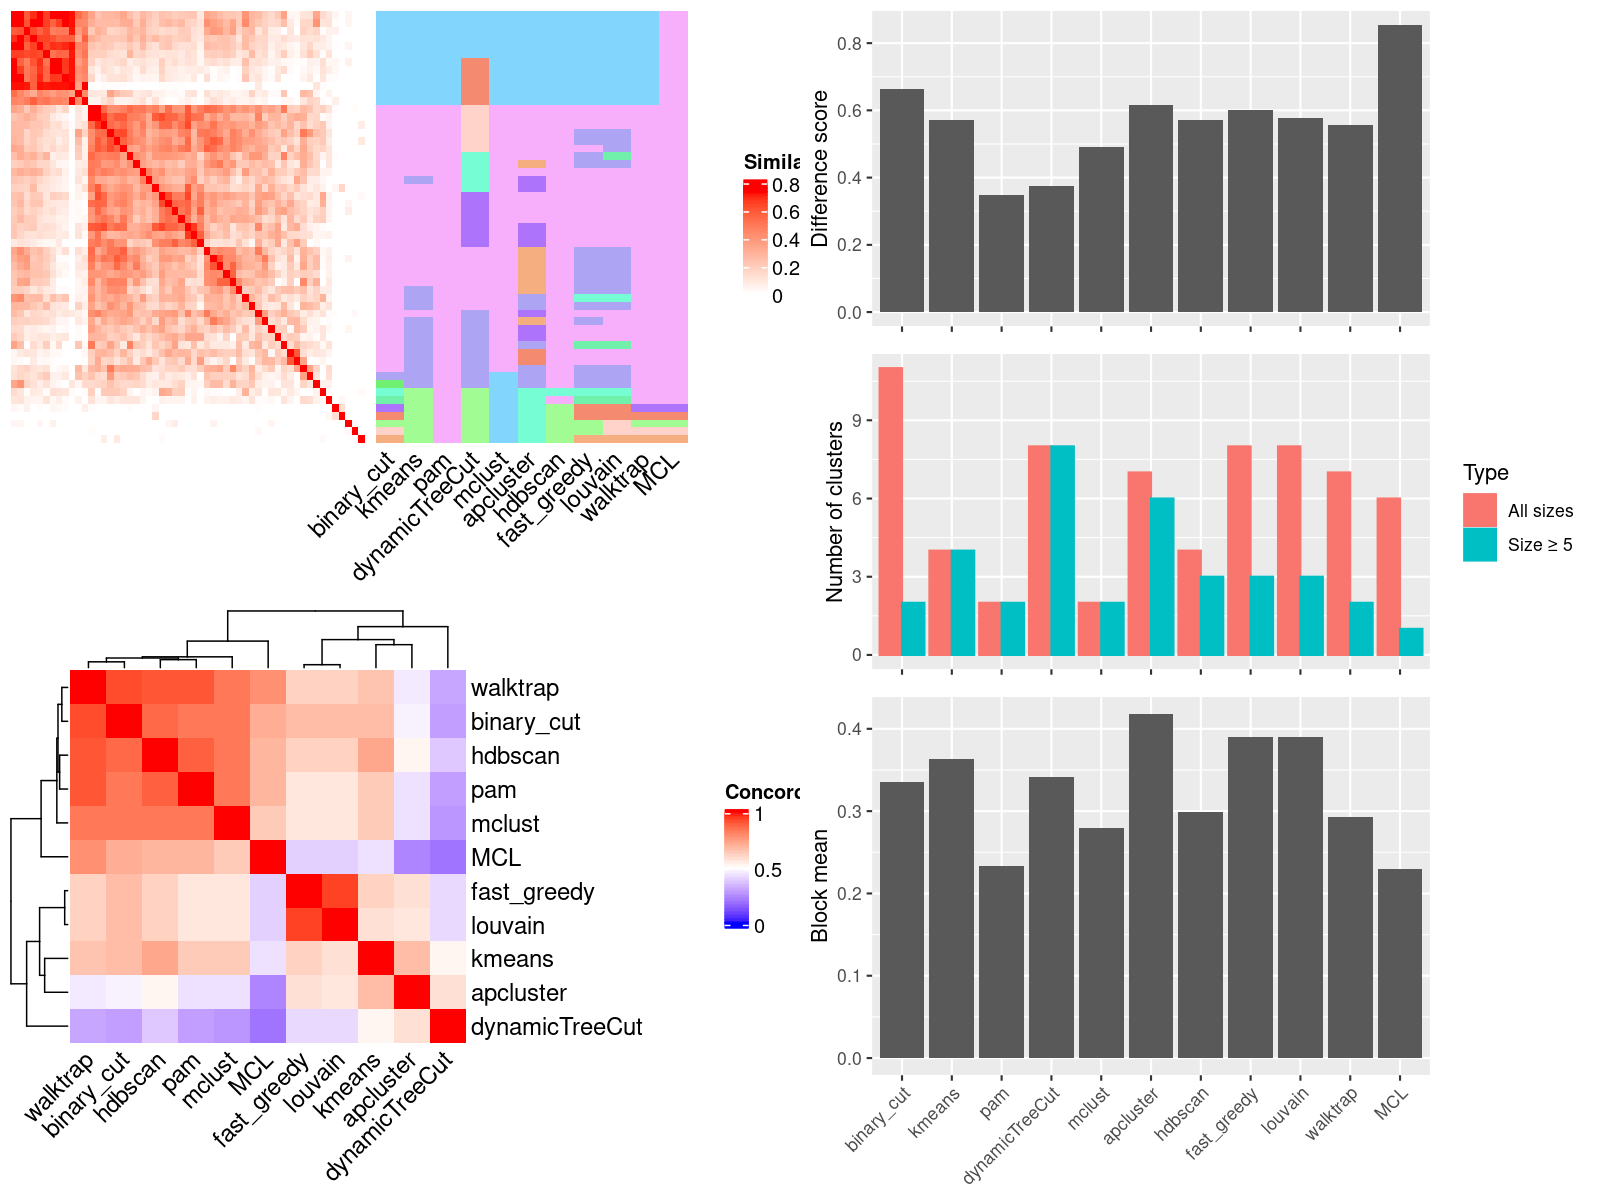 Simila
0.8
0.6
0.4
0.2
0
binary_cut
kmeans
pam
dynamicTreeCut
mclust
apcluster
hdbscan
fast_greedy
louvain
walktrap
MCL
walktrap
binary_cut
hdbscan
pam
mclust
MCL
fast_greedy
louvain
kmeans
apcluster
dynamicTreeCut
walktrap
binary_cut
hdbscan
pam
mclust
MCL
fast_greedy
louvain
kmeans
apcluster
dynamicTreeCut
Concord
1
0.5
0
Difference score
0.8
0.6
0.4
0.2
0.0
Number of clusters
9
6
3
0
Type
All sizes
Size ≥ 5
Block mean
0.4
0.3
0.2
0.1
0.0
binary_cut
kmeans
pam
dynamicTreeCut
mclust
apcluster
hdbscan
fast_greedy
louvain
walktrap
MCL